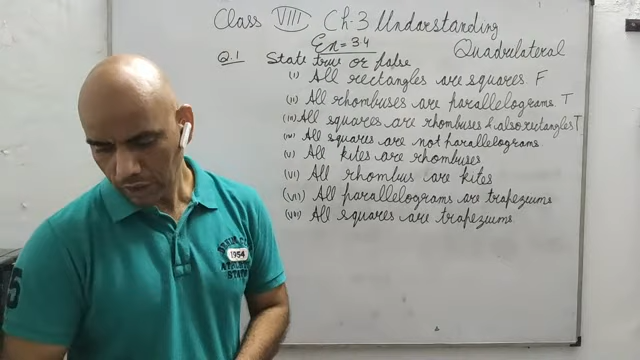 Class VIII Ch.3 Understanding
Quadrilateral
Ex = 3.4
Q.1 State true or false
(i) All rectangles are squares. F
(ii) All rhombuses are parallelograms. T
(iii) All squares are rhombuses & also rectangles T
(iv) All squares are not parallelograms.
(v) All kites are rhombuses
(vi) All rhombus are kites
(vii) All parallelograms are trapeziums
(viii) All squares are trapeziums.
1954